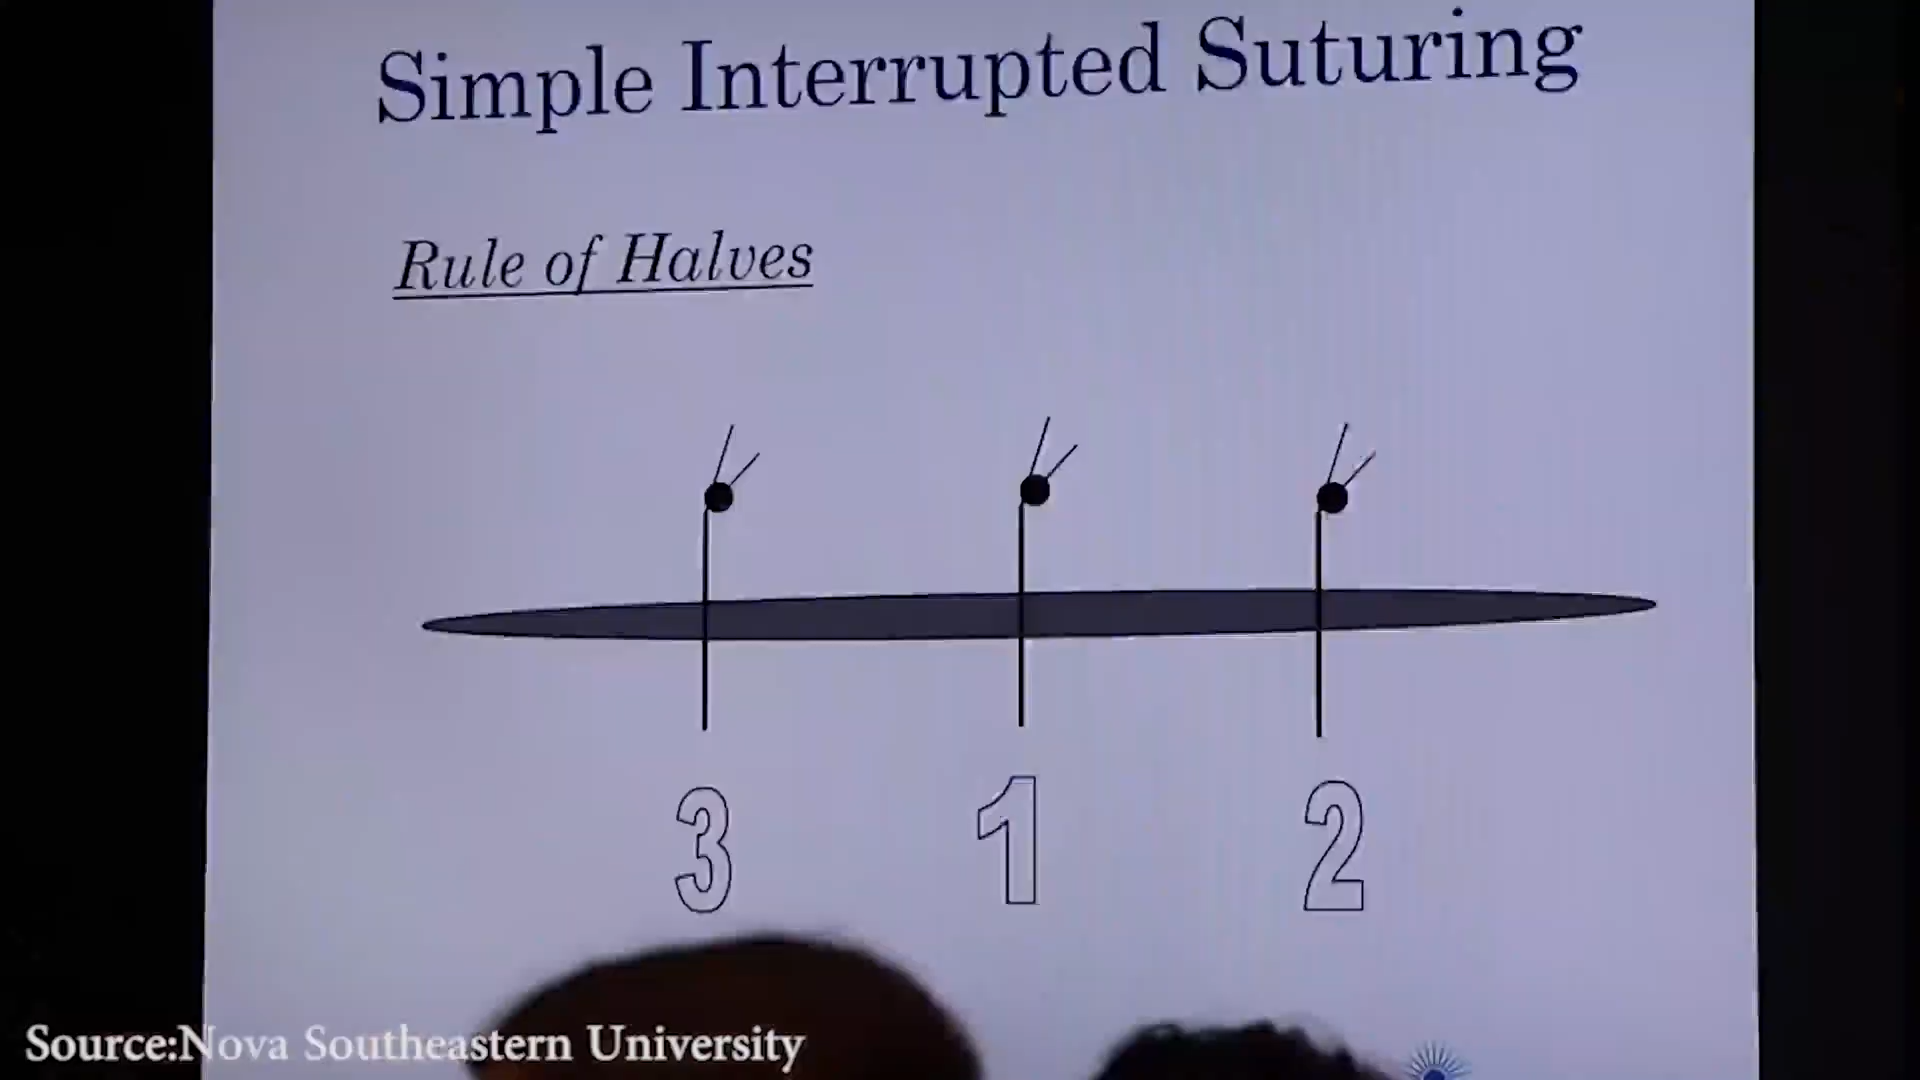 Simple Interrupted Suturing
Rule of Halves
3 1 2
Source:Nova Southeastern University